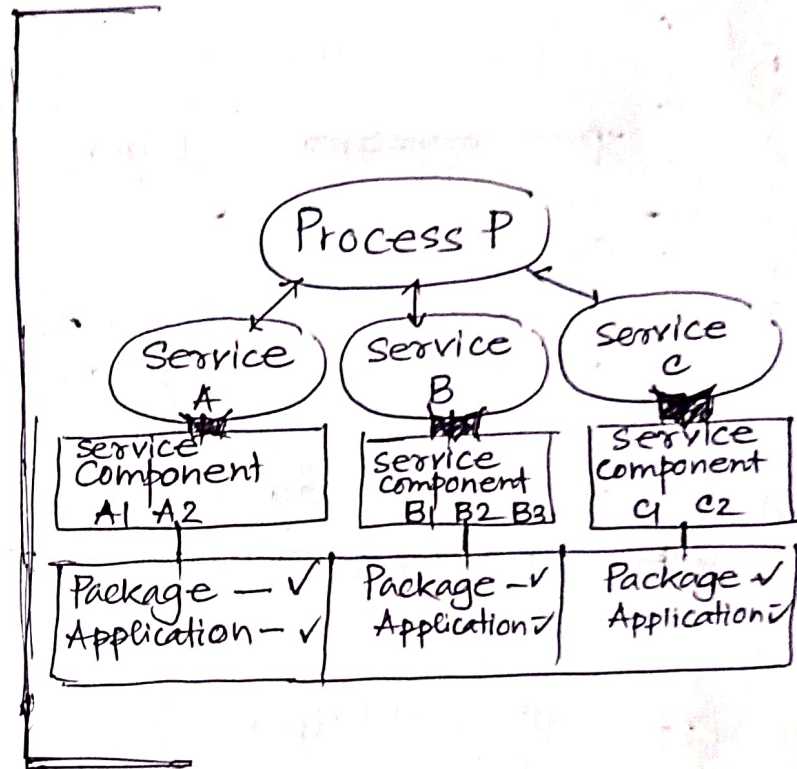 Process P
Service
A
Service
B
Service
C
Service
Component
A1 A2
Service
Component
B1 B2 B3
Service
Component
C1 C2
Package - ✓
Application - ✓
Package - ✓
Application - ✓
Package ✓
Application - ✓